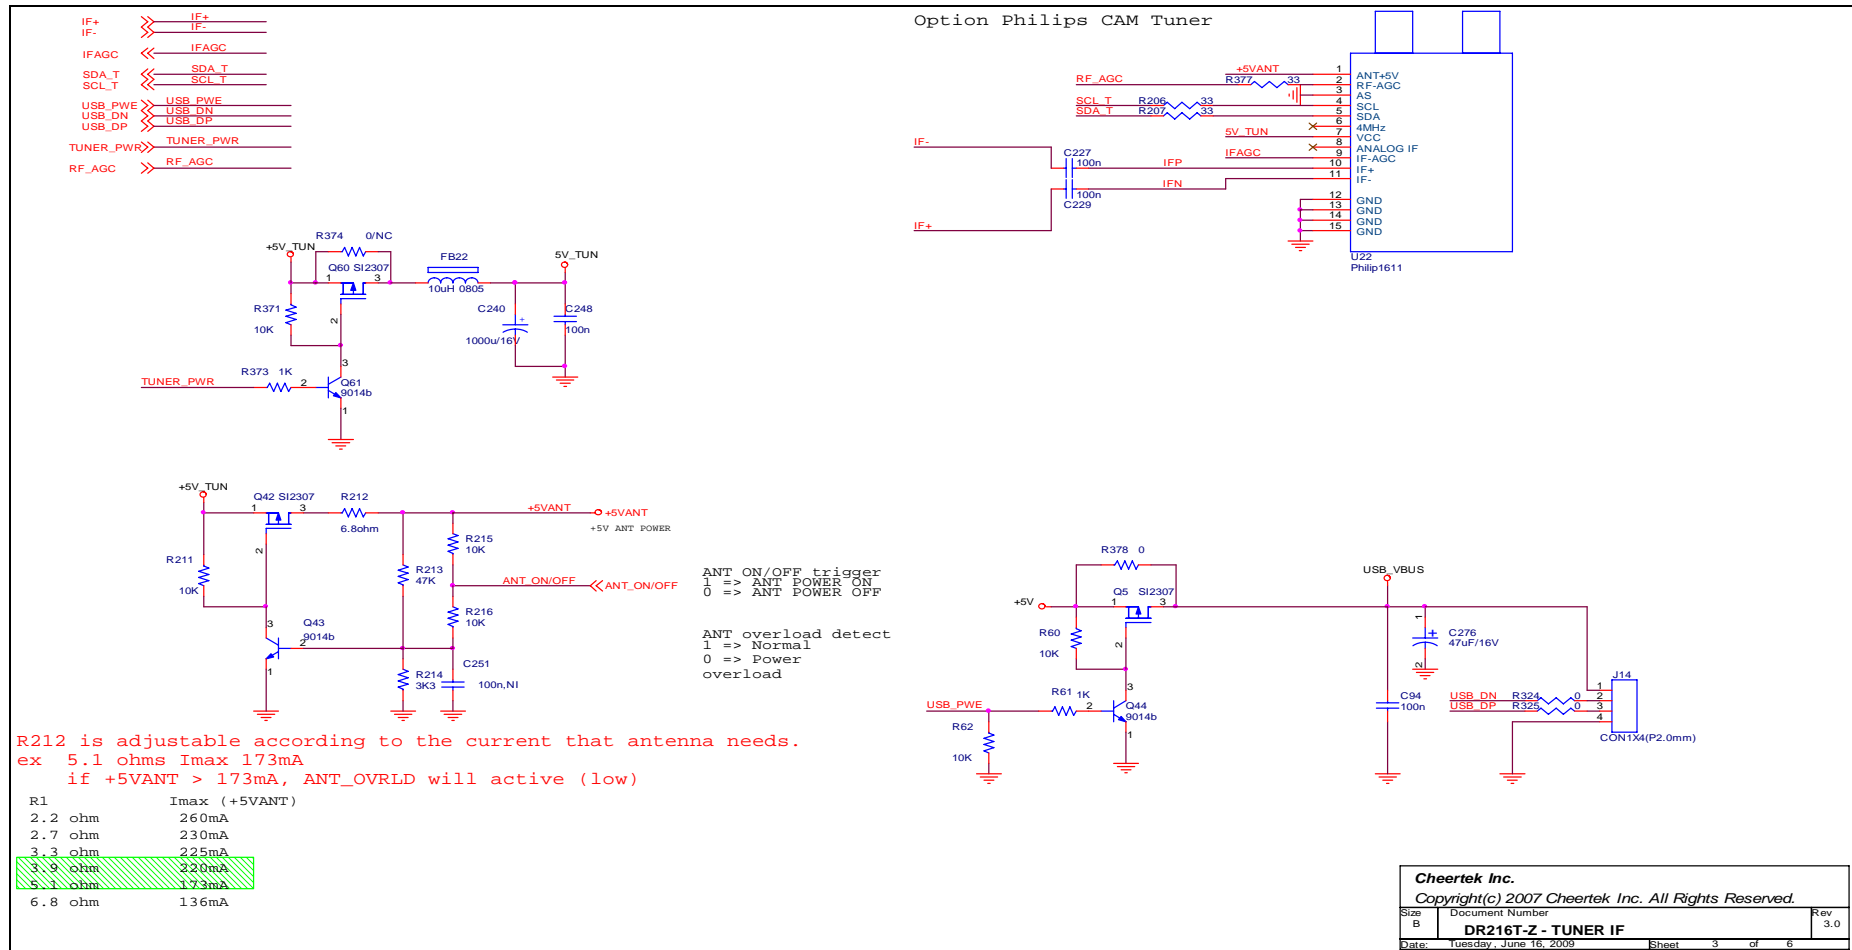 Option Philips CAM Tuner
IF+ IF+
IF- IF-
IFAGC IFAGC
SDA_T SDA_T
SCL_T SCL_T
USB_PWE USB_PWE
USB_DN USB_DN
USB_DP USB_DP
TUNER_PWR TUNER_PWR
RF_AGC RF_AGC
+5VANT 1 ANT+5V
RF_AGC R377 33 2 RF-AGC
3 AS
SCL_T R206 33 4 SCL
SDA_T R207 33 5 SDA
6 4MHz
5V_TUN 7 VCC
8 ANALOG IF
IFAGC 9 IF-AGC
IFP 10 IF+
IFN 11 IF-
12 GND
13 GND
14 GND
15 GND
U22
Philip1611
IF-
C227
100n
100n
C229
IF+
R374 0/NC
+5V_TUN
Q60 SI2307
1 3
2
FB22
10uH 0805
5V_TUN
R371
10K
C240
+
1000u/16V
C248
100n
TUNER_PWR
R373 1K
2
3
Q61
9014b
1
+5V_TUN
Q42 SI2307
1 3
2
R212
6.8ohm
+5VANT
+5VANT
+5V ANT POWER
R211
10K
R215
10K
R213
47K
ANT_ON/OFF
ANT_ON/OFF
R216
10K
3
Q43
9014b
2
1
R214
3K3
C251
100n,NI
ANT ON/OFF trigger
1 => ANT POWER ON
0 => ANT POWER OFF
ANT overload detect
1 => Normal
0 => Power
overload
R378 0
+5V
Q5 SI2307
1 3
2
R60
10K
USB_VBUS
1
+
C276
47uF/16V
2
USB_PWE
R61 1K
2
3
Q44
9014b
1
R62
10K
C94
100n
J14
1
USB_DN R324 0 2
USB_DP R325 0 3
4
CON1X4(P2.0mm)
R212 is adjustable according to the current that antenna needs.
ex 5.1 ohms Imax 173mA
if +5VANT > 173mA, ANT_OVRLD will active (low)
R1 Imax (+5VANT)
2.2 ohm 260mA
2.7 ohm 230mA
3.3 ohm 225mA
3.9 ohm 220mA
5.1 ohm 173mA
6.8 ohm 136mA
Cheertek Inc.
Copyright(c) 2007 Cheertek Inc. All Rights Reserved.
Size Document Number Rev
B DR216T-Z - TUNER IF 3.0
Date: Tuesday, June 16, 2009 Sheet 3 of 6